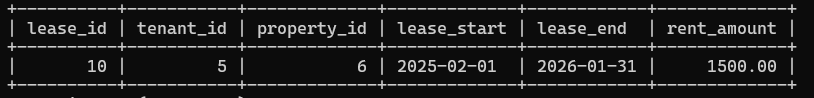 +----------+-----------+-------------+-------------+------------+-------------+
| lease_id | tenant_id | property_id | lease_start | lease_end  | rent_amount |
+----------+-----------+-------------+-------------+------------+-------------+
|       10 |         5 |           6 | 2025-02-01  | 2026-01-31 |     1500.00 |
+----------+-----------+-------------+-------------+------------+-------------+